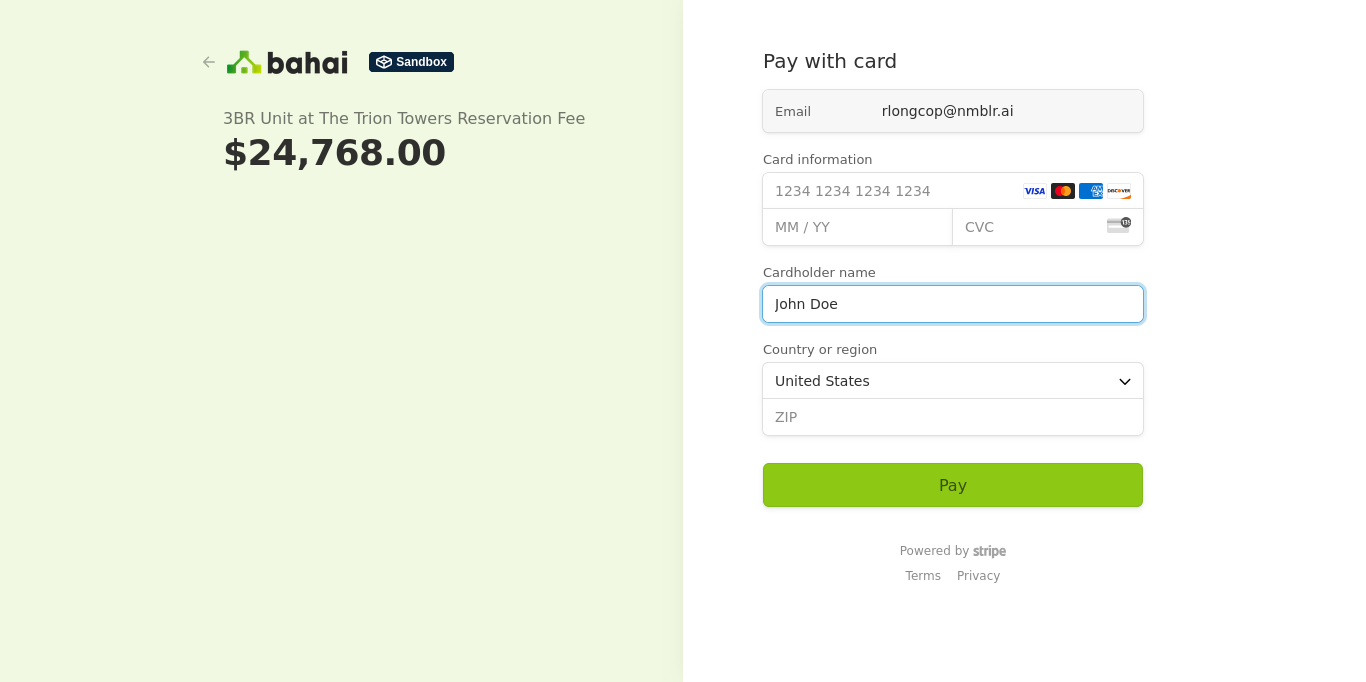 bahai
Sandbox
3BR Unit at The Trion Towers Reservation Fee
$24,768.00
Pay with card
Email rlongcop@nmblr.ai
Card information
1234 1234 1234 1234 VISA AMEX DISCOVER
MM / YY CVC 135
Cardholder name
John Doe
Country or region
United States
ZIP
Pay
Powered by stripe
Terms Privacy